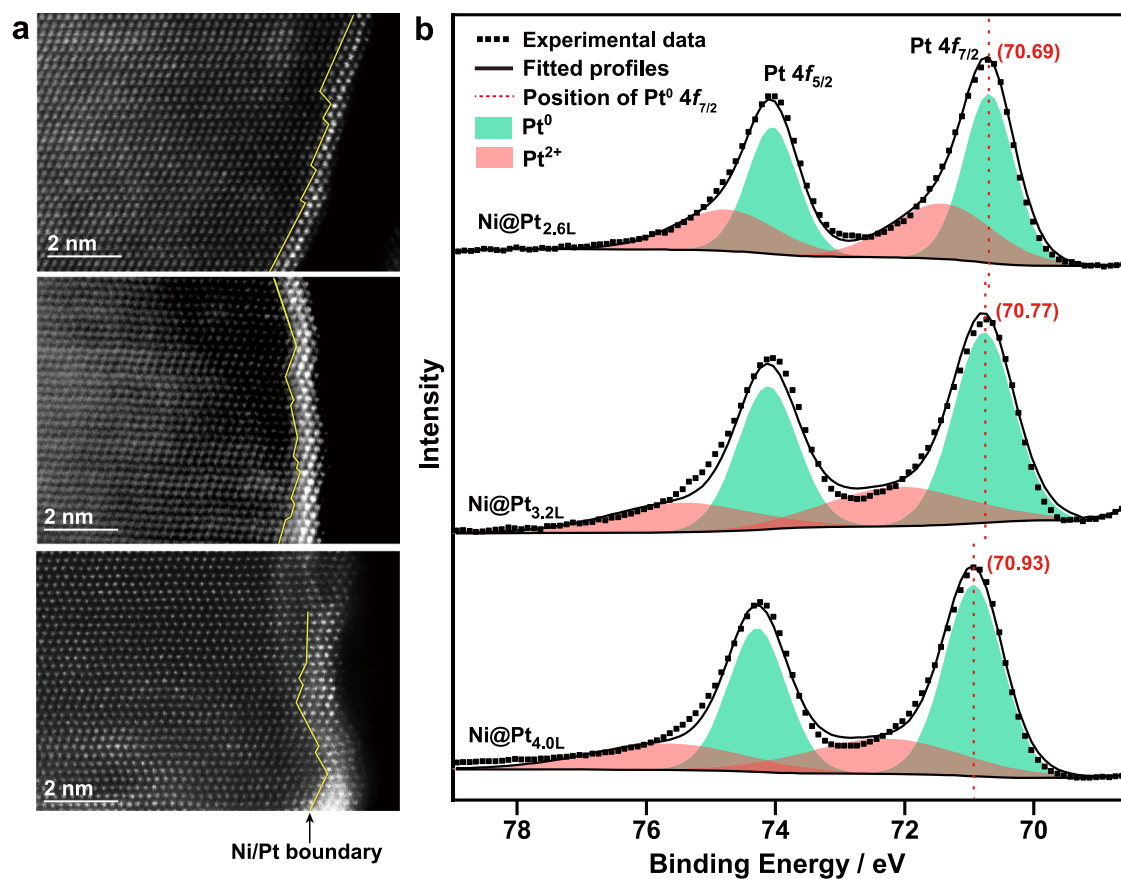 a
2 nm
2 nm
2 nm
Ni/Pt boundary
b
Experimental data
Fitted profiles
Position of Pt⁰ 4f₇/₂
Pt⁰
Pt²⁺
Pt 4f₅/₂
Pt 4f₇/₂
(70.69)
Ni@Pt₂.₆L
(70.77)
Ni@Pt₃.₂L
(70.93)
Ni@Pt₄.₀L
Intensity
78 76 74 72 70
Binding Energy / eV